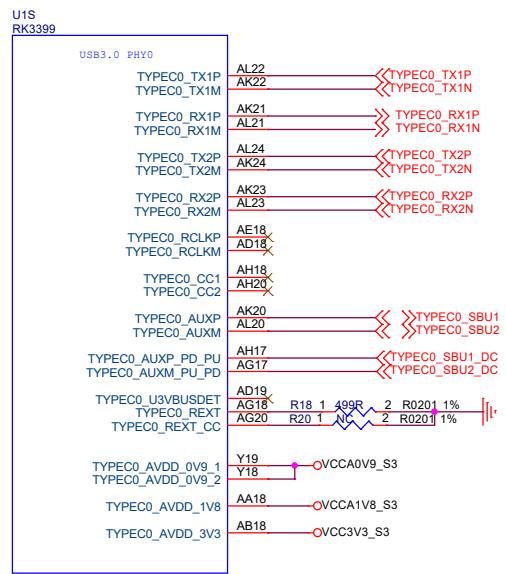 U1S
RK3399
USB3.0 PHY0
TYPEC0_TX1P AL22 TYPEC0_TX1P
TYPEC0_TX1M AK22 TYPEC0_TX1N
TYPEC0_RX1P AK21 TYPEC0_RX1P
TYPEC0_RX1M AL21 TYPEC0_RX1N
TYPEC0_TX2P AL24 TYPEC0_TX2P
TYPEC0_TX2M AK24 TYPEC0_TX2N
TYPEC0_RX2P AK23 TYPEC0_RX2P
TYPEC0_RX2M AL23 TYPEC0_RX2N
TYPEC0_RCLKP AE18
TYPEC0_RCLKM AD18
TYPEC0_CC1 AH18
TYPEC0_CC2 AH20
TYPEC0_AUXP AK20 TYPEC0_SBU1
TYPEC0_AUXM AL20 TYPEC0_SBU2
TYPEC0_AUXP_PD_PU AH17 TYPEC0_SBU1_DC
TYPEC0_AUXM_PU_PD AG17 TYPEC0_SBU2_DC
TYPEC0_U3VBUSDET AD19
TYPEC0_REXT AG18 R18 1 499R 2 R0201 1%
TYPEC0_REXT_CC AG20 R20 1 NC 2 R0201 1%
TYPEC0_AVDD_0V9_1 Y19 VCCA0V9_S3
TYPEC0_AVDD_0V9_2 Y18
TYPEC0_AVDD_1V8 AA18 VCCA1V8_S3
TYPEC0_AVDD_3V3 AB18 VCC3V3_S3